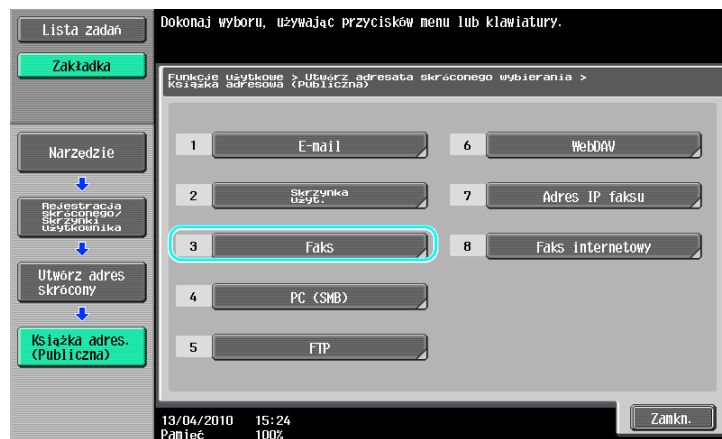 Lista zadań
Dokonaj wyboru, używając przycisków menu lub klawiatury.
Zakładka
Funkcje użytkowe > Utwórz adresata skróconego wybierania >
Książka adresowa (Publiczna)
Narzędzie
Rejestracja
skróconego/
Skrzynki
użytkownika
Utwórz adres
skrócony
Książka adres.
(Publiczna)
1 E-mail
2 Skrzynka
użyt.
3 Faks
4 PC (SMB)
5 FTP
6 WebDAV
7 Adres IP faksu
8 Faks internetowy
13/04/2010 15:24
Pamięć 100%
Zamkn.